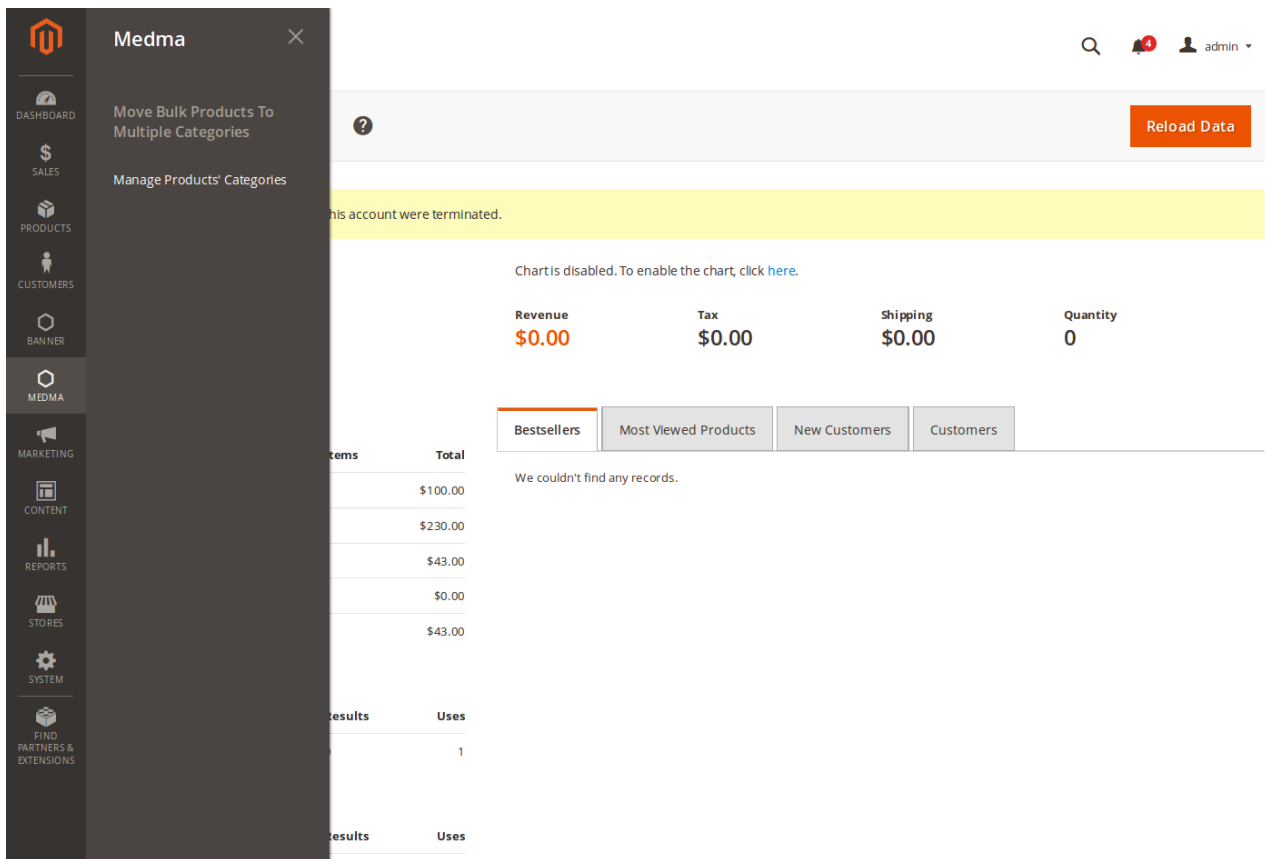 Medma
Move Bulk Products To
Multiple Categories
Manage Products' Categories
DASHBOARD
SALES
PRODUCTS
CUSTOMERS
BANNER
MEDMA
MARKETING
CONTENT
REPORTS
STORES
SYSTEM
FIND
PARTNERS &
EXTENSIONS
4
admin
?
Reload Data
his account were terminated.
Chart is disabled. To enable the chart, click here.
Revenue Tax Shipping Quantity
$0.00 $0.00 $0.00 0
Bestsellers Most Viewed Products New Customers Customers
We couldn't find any records.
tems Total
$100.00
$230.00
$43.00
$0.00
$43.00
Results Uses
1
Results Uses